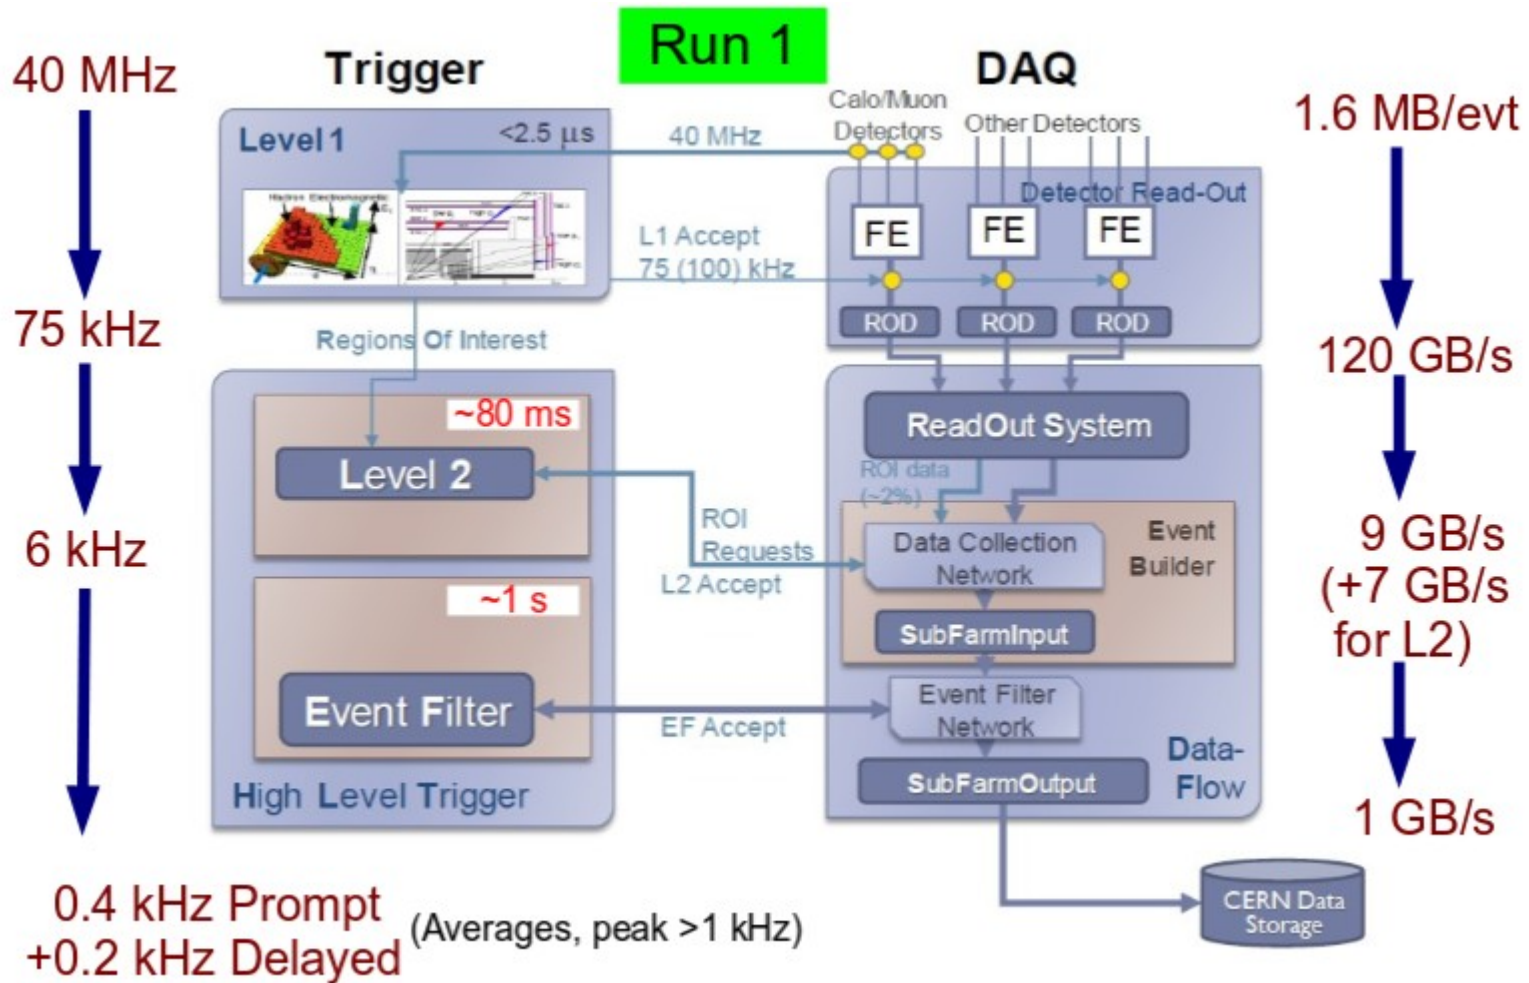 Run 1
Trigger
DAQ
40 MHz
75 kHz
6 kHz
0.4 kHz Prompt
+0.2 kHz Delayed
(Averages, peak >1 kHz)
Level 1
<2.5 μs
Hadron Electromagnetic
40 MHz
L1 Accept
75 (100) kHz
Regions Of Interest
~80 ms
Level 2
ROI
Requests
L2 Accept
~1 s
Event Filter
EF Accept
High Level Trigger
Calo/Muon
Detectors
Other Detectors
Detector Read-Out
FE
FE
FE
ROD
ROD
ROD
ReadOut System
ROI data
(~2%)
Data Collection
Network
Event
Builder
SubFarmInput
Event Filter
Network
SubFarmOutput
Data-
Flow
CERN Data
Storage
1.6 MB/evt
120 GB/s
9 GB/s
(+7 GB/s
for L2)
1 GB/s